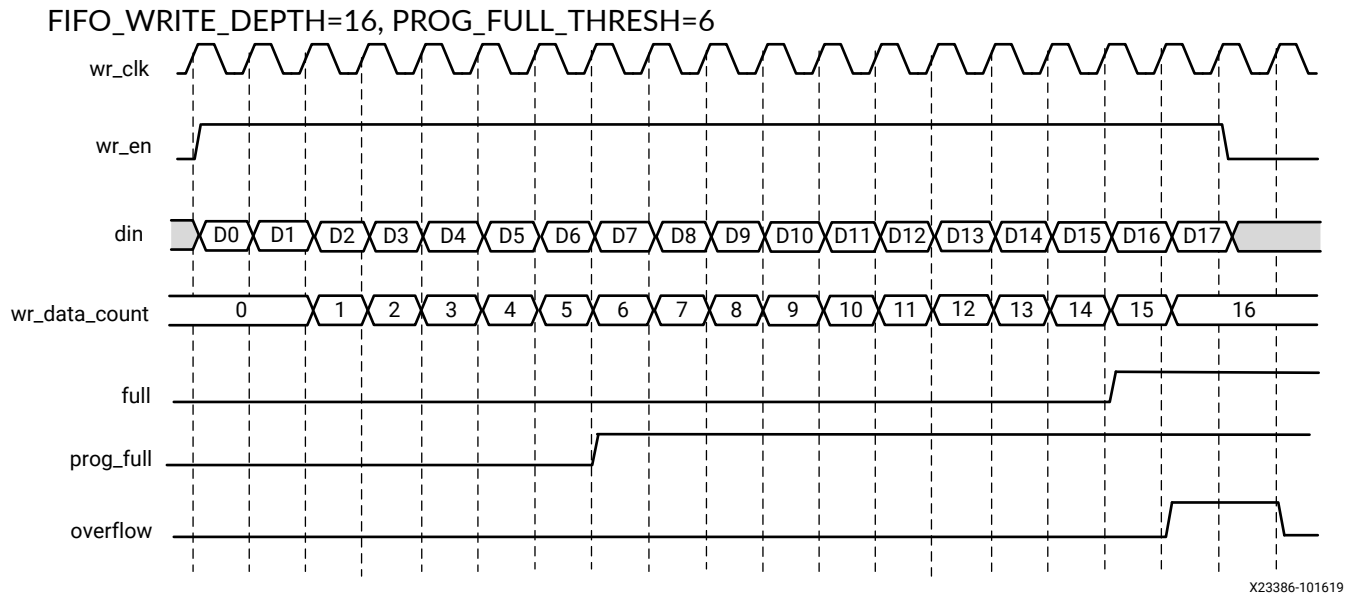 FIFO_WRITE_DEPTH=16, PROG_FULL_THRESH=6
wr_clk
wr_en
din D0 D1 D2 D3 D4 D5 D6 D7 D8 D9 D10 D11 D12 D13 D14 D15 D16 D17
wr_data_count 0 1 2 3 4 5 6 7 8 9 10 11 12 13 14 15 16
full
prog_full
overflow
X23386-101619